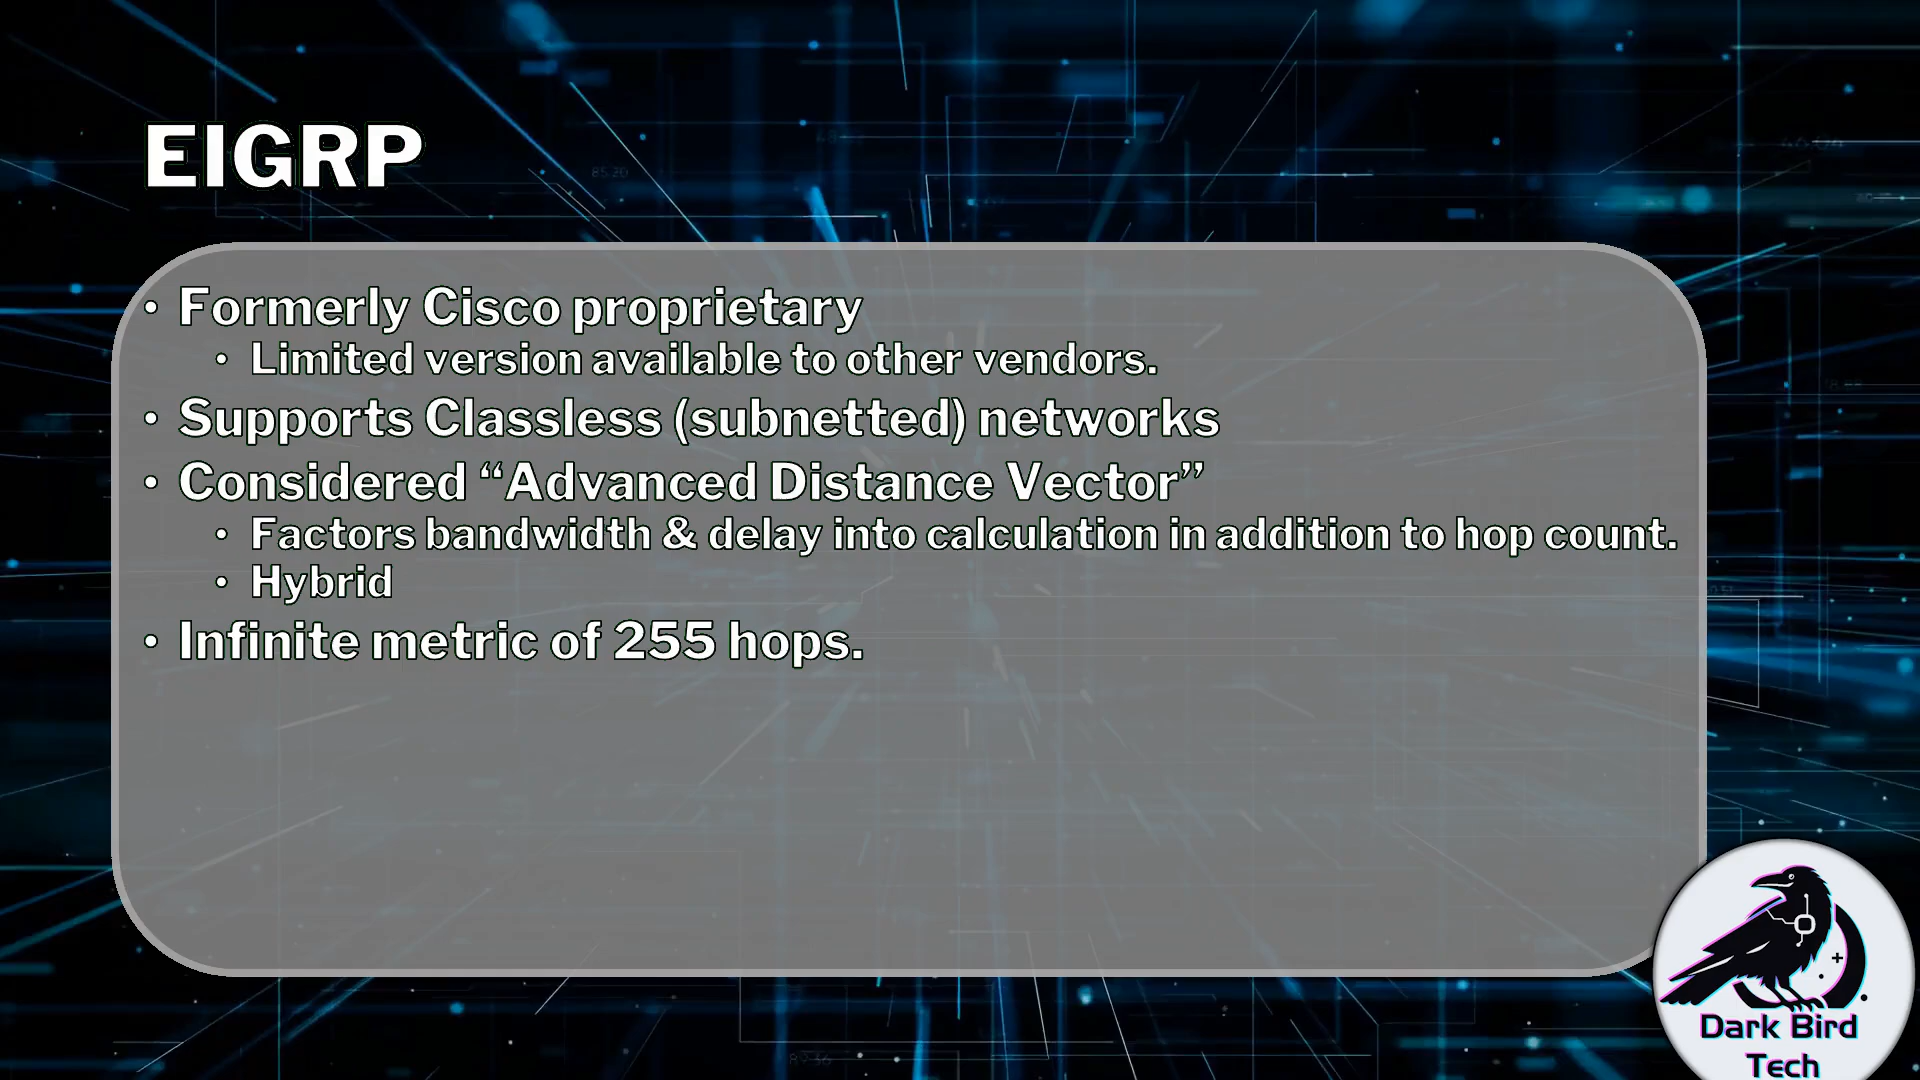 EIGRP
• Formerly Cisco proprietary
• Limited version available to other vendors.
• Supports Classless (subnetted) networks
• Considered “Advanced Distance Vector”
• Factors bandwidth & delay into calculation in addition to hop count.
• Hybrid
• Infinite metric of 255 hops.
Dark Bird
Tech